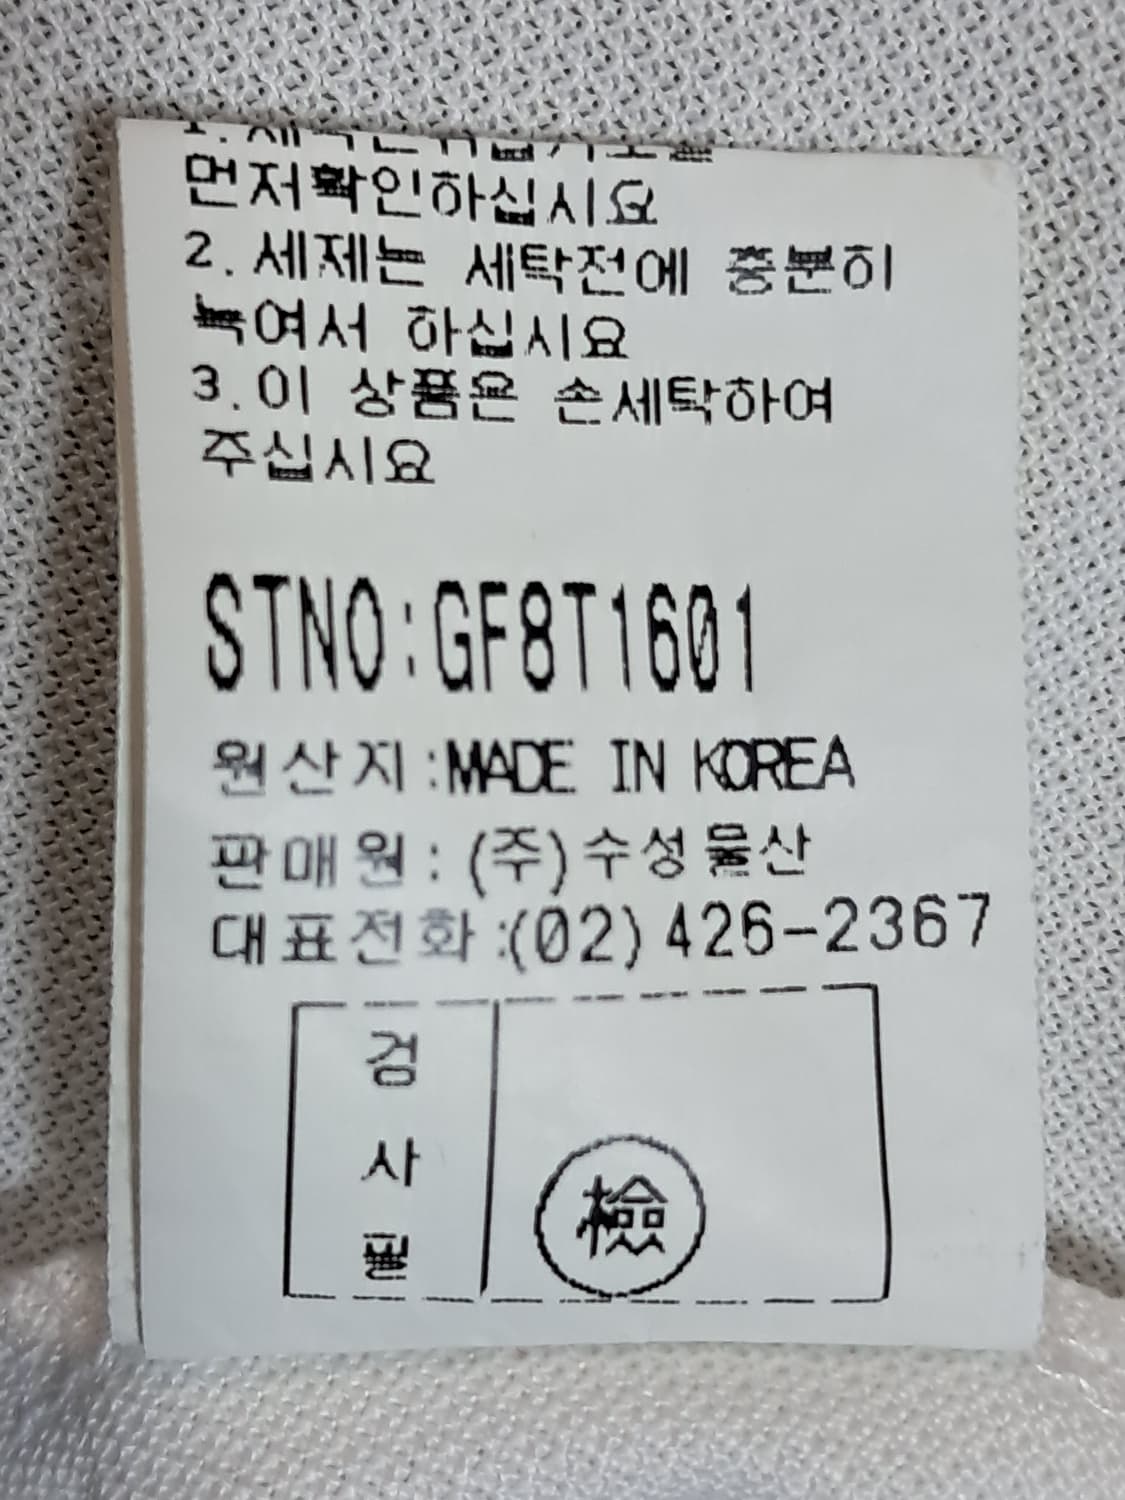 먼저확인하십시요
2.세제는 세탁전에 충분히
녹여서 하십시요
3.이 상품은 손세탁하여
주십시요
STNO:GF8T1601
원산지:MADE IN KOREA
판매원:(주)수성물산
대표전화:(02)426-2367
검
사
필
檢